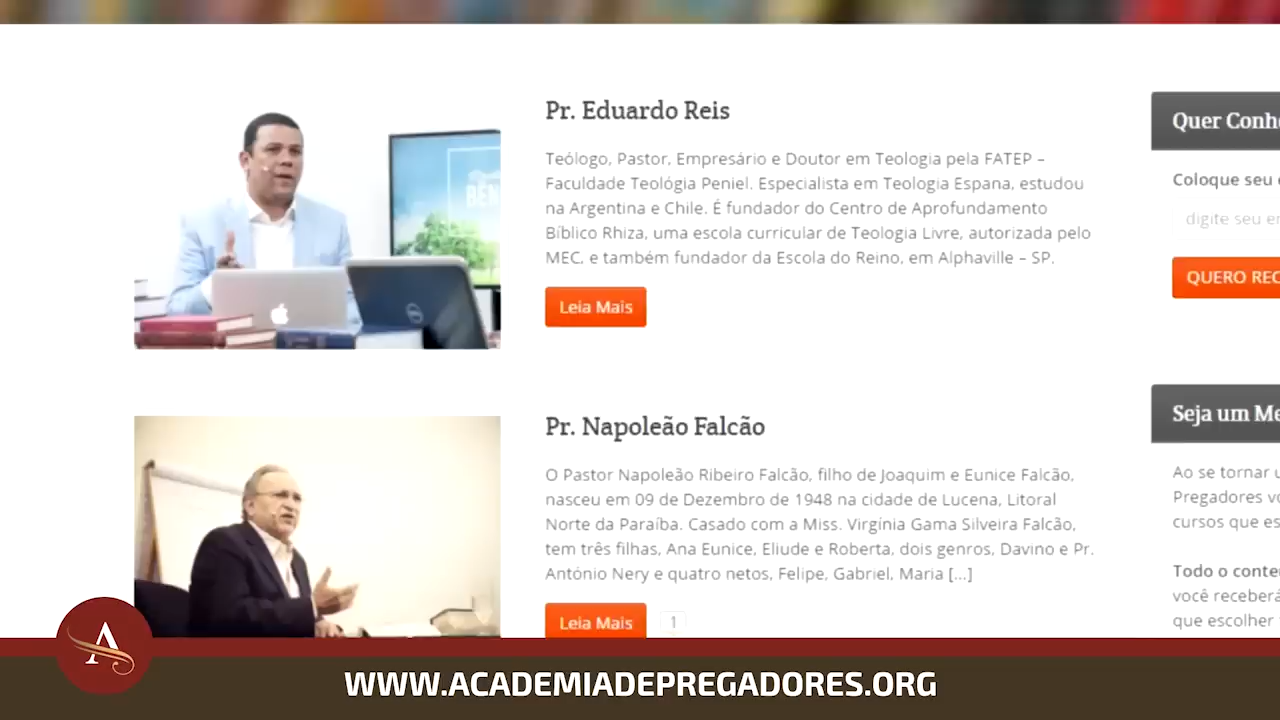 Pr. Eduardo Reis
Teólogo, Pastor, Empresário e Doutor em Teologia pela FATEP –
Faculdade Teológia Peniel. Especialista em Teologia Espana, estudou
na Argentina e Chile. É fundador do Centro de Aprofundamento
Bíblico Rhiza, uma escola curricular de Teologia Livre, autorizada pelo
MEC, e também fundador da Escola do Reino, em Alphaville – SP.
Leia Mais
Pr. Napoleão Falcão
O Pastor Napoleão Ribeiro Falcão, filho de Joaquim e Eunice Falcão,
nasceu em 09 de Dezembro de 1948 na cidade de Lucena, Litoral
Norte da Paraíba. Casado com a Miss. Virgínia Gama Silveira Falcão,
tem três filhas, Ana Eunice, Eliude e Roberta, dois genros, Davino e Pr.
António Nery e quatro netos, Felipe, Gabriel, Maria [...]
Leia Mais 1
Quer Conhe
Coloque seu
digite seu en
QUERO REC
Seja um Me
Ao se tornar u
Pregadores vo
cursos que es
Todo o conte
você receberá
que escolher
A
WWW.ACADEMIADEPREGADORES.ORG